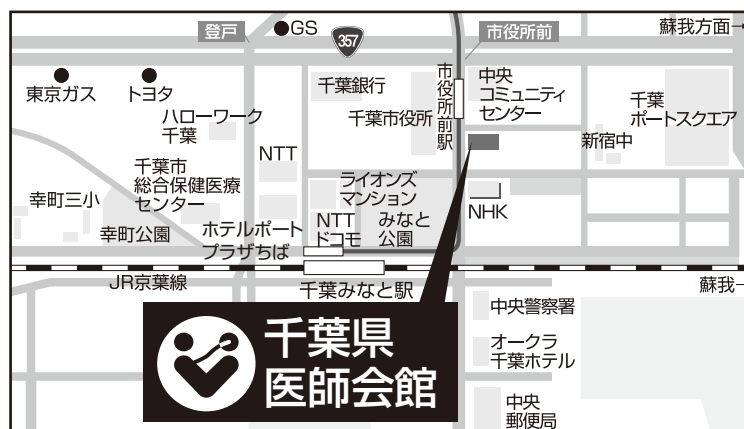 登戸
GS
357
市役所前
蘇我方面
東京ガス
トヨタ
千葉銀行
市役所前駅
中央
コミュニティ
センター
千葉
ポートスクエア
ハローワーク
千葉
千葉市役所
新宿中
NTT
千葉市
総合保健医療
センター
ライオンズ
マンション
幸町三小
NHK
幸町公園
ホテルポート
プラザちば
NTT
ドコモ
みなと
公園
JR京葉線
千葉みなと駅
蘇我
千葉県
医師会館
中央警察署
オークラ
千葉ホテル
中央
郵便局